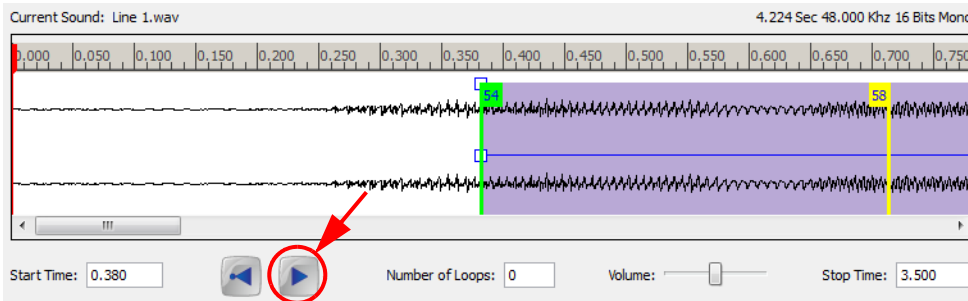 Current Sound: Line 1.wav 4.224 Sec 48.000 Khz 16 Bits Mono
0.000 0.050 0.100 0.150 0.200 0.250 0.300 0.350 0.400 0.450 0.500 0.550 0.600 0.650 0.700 0.750
54 58
Start Time: 0.380 Number of Loops: 0 Volume: Stop Time: 3.500